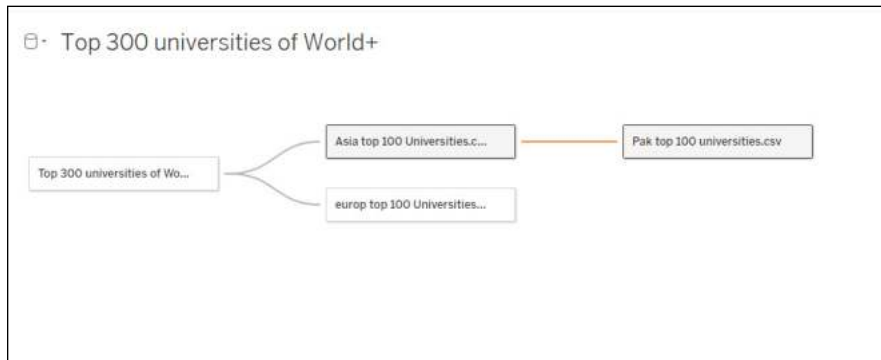 Top 300 universities of World+
Asia top 100 Universities.c...
Pak top 100 universities.csv
Top 300 universities of Wo...
europ top 100 Universities...